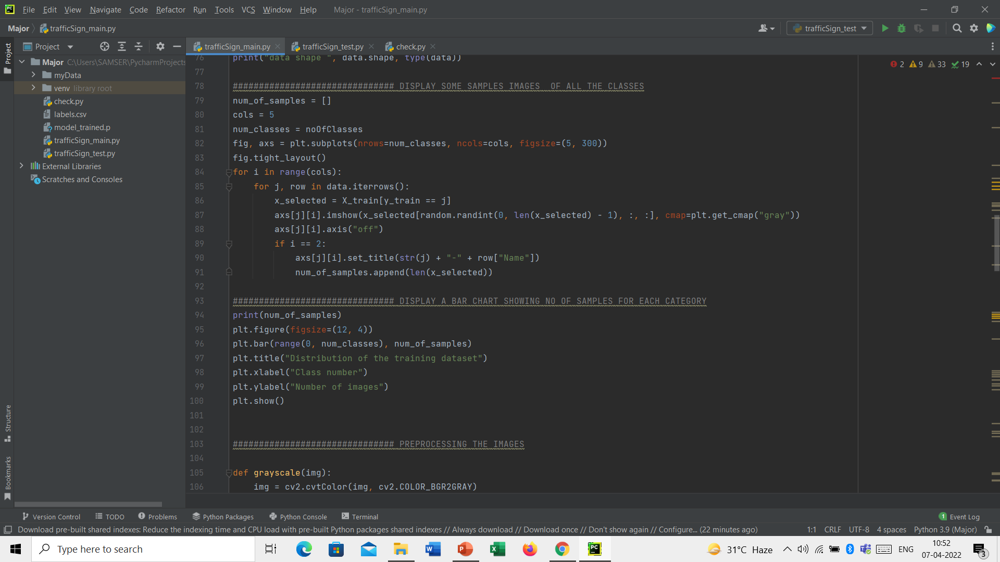 File Edit View Navigate Code Refactor Run Tools VCS Window Help Major - trafficSign_main.py
Major trafficSign_main.py trafficSign_test
Project trafficSign_main.py trafficSign_test.py check.py
Project
Major C:\Users\SAMSER\PycharmProjects
myData
venv library root
check.py
labels.csv
model_trained.p
trafficSign_main.py
trafficSign_test.py
External Libraries
Scratches and Consoles
2 9 33 19
76 print("data shape ", data.shape, type(data))
77
78 ############################### DISPLAY SOME SAMPLES IMAGES  OF ALL THE CLASSES
79 num_of_samples = []
80 cols = 5
81 num_classes = noOfClasses
82 fig, axs = plt.subplots(nrows=num_classes, ncols=cols, figsize=(5, 300))
83 fig.tight_layout()
84 for i in range(cols):
85     for j, row in data.iterrows():
86         x_selected = X_train[y_train == j]
87         axs[j][i].imshow(x_selected[random.randint(0, len(x_selected) - 1), :, :], cmap=plt.get_cmap("gray"))
88         axs[j][i].axis("off")
89         if i == 2:
90             axs[j][i].set_title(str(j) + "-" + row["Name"])
91             num_of_samples.append(len(x_selected))
92
93 ############################### DISPLAY A BAR CHART SHOWING NO OF SAMPLES FOR EACH CATEGORY
94 print(num_of_samples)
95 plt.figure(figsize=(12, 4))
96 plt.bar(range(0, num_classes), num_of_samples)
97 plt.title("Distribution of the training dataset")
98 plt.xlabel("Class number")
99 plt.ylabel("Number of images")
100 plt.show()
101
102
103 ############################### PREPROCESSING THE IMAGES
104
105 def grayscale(img):
106     img = cv2.cvtColor(img, cv2.COLOR_BGR2GRAY)
Structure
Bookmarks
Version Control TODO Problems Python Packages Python Console Terminal 1 Event Log
Download pre-built shared indexes: Reduce the indexing time and CPU load with pre-built Python packages shared indexes // Always download // Download once // Don't show again // Configure... (22 minutes ago) 1:1 CRLF UTF-8 4 spaces Python 3.9 (Major)
Type here to search 31°C Haze ENG 10:52
07-04-2022 3